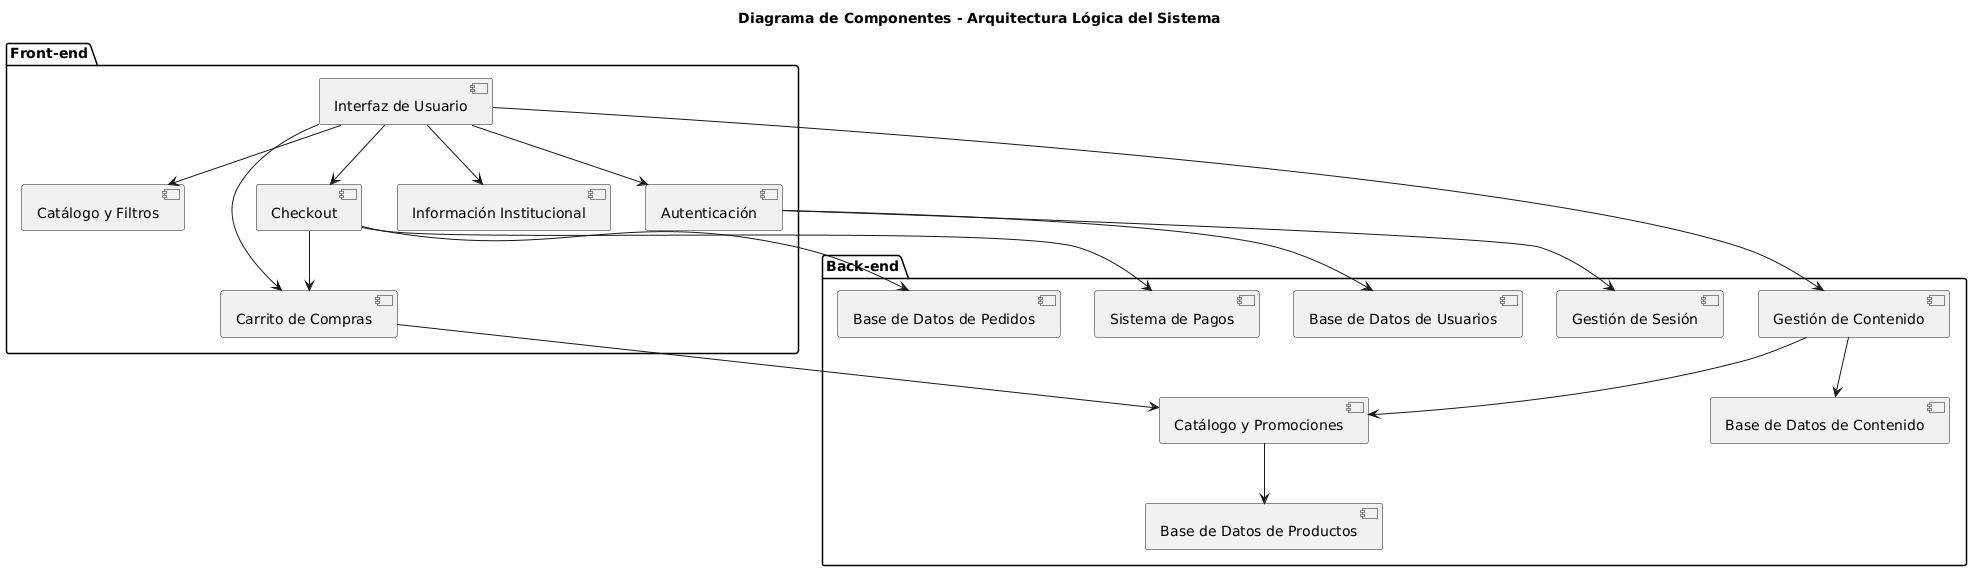 Diagrama de Componentes - Arquitectura Lógica del Sistema
Front-end
Interfaz de Usuario
Catálogo y Filtros
Checkout
Información Institucional
Autenticación
Carrito de Compras
Back-end
Base de Datos de Pedidos
Sistema de Pagos
Base de Datos de Usuarios
Gestión de Sesión
Gestión de Contenido
Catálogo y Promociones
Base de Datos de Contenido
Base de Datos de Productos